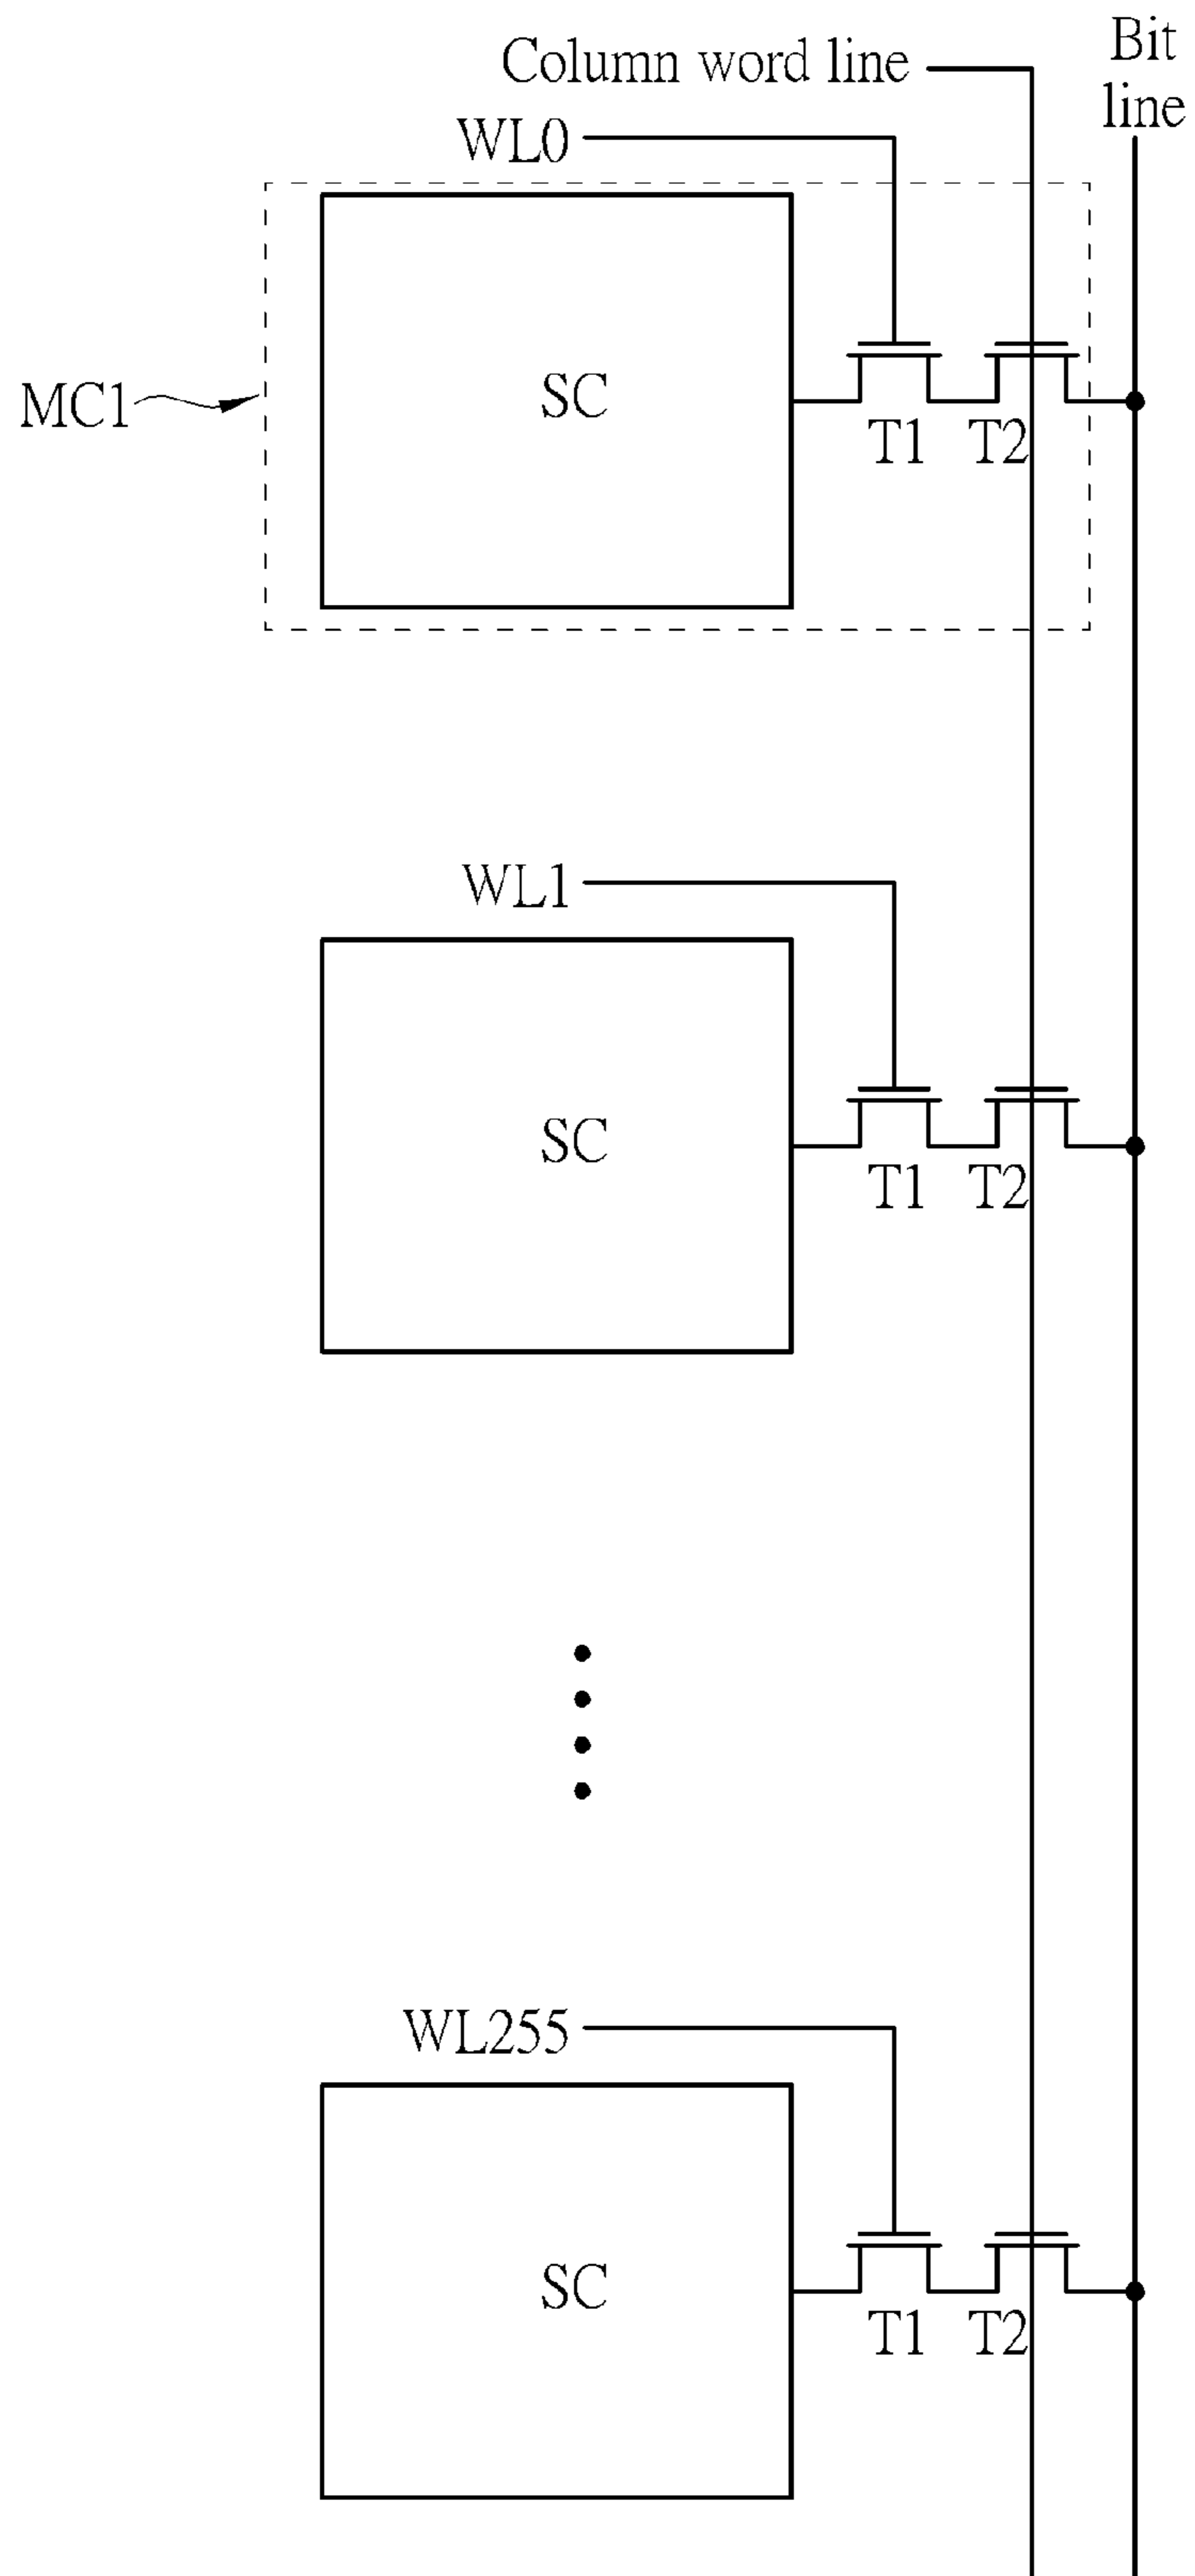 Column word line
Bit
line
WL0
MC1
SC
T1
T2
WL1
SC
T1
T2
WL255
SC
T1
T2